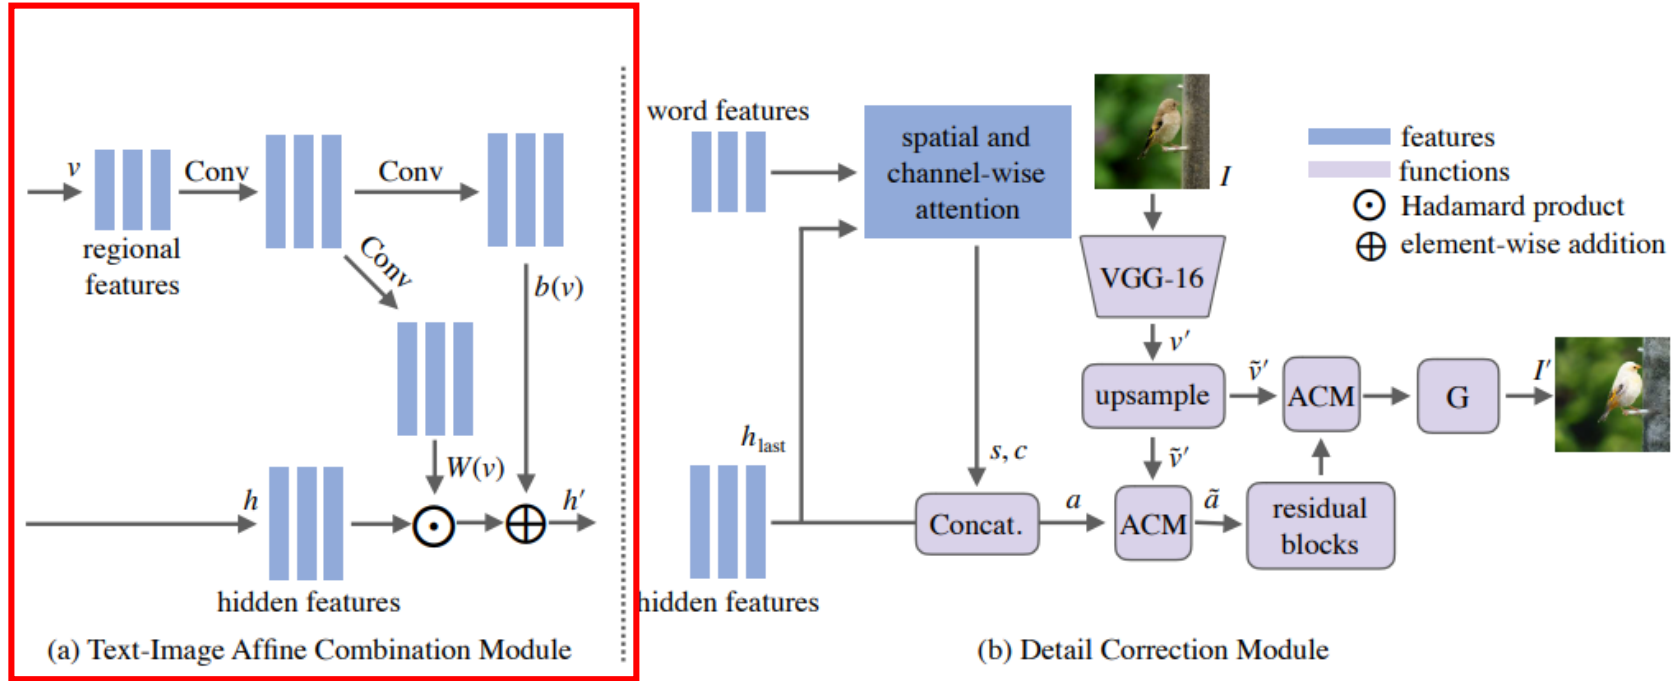 v
Conv
Conv
regional
features
Conv
b(v)
W(v)
h
h′
hidden features
(a) Text-Image Affine Combination Module
word features
spatial and
channel-wise
attention
I
VGG-16
v′
upsample
ṽ′
ACM
G
I′
h_last
s, c
ṽ′
Concat.
a
ACM
ã
residual
blocks
hidden features
(b) Detail Correction Module
features
functions
Hadamard product
element-wise addition